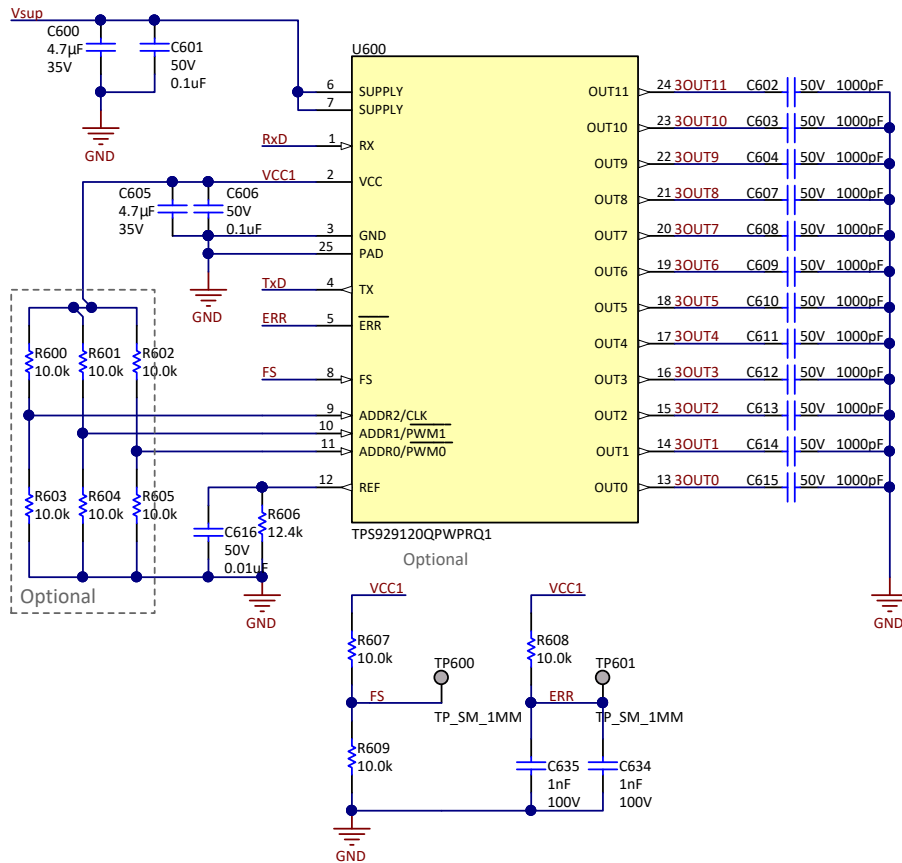 Vsup
C600
4.7µF
35V
C601
50V
0.1uF
GND
U600
6 SUPPLY
7 SUPPLY
RxD 1 RX
VCC1 2 VCC
C605
4.7µF
35V
C606
50V
0.1uF
3 GND
25 PAD
GND
TxD 4 TX
ERR 5 ERR
FS 8 FS
9 ADDR2/CLK
10 ADDR1/PWM1
11 ADDR0/PWM0
12 REF
OUT11 24 3OUT11 C602 50V 1000pF
OUT10 23 3OUT10 C603 50V 1000pF
OUT9 22 3OUT9 C604 50V 1000pF
OUT8 21 3OUT8 C607 50V 1000pF
OUT7 20 3OUT7 C608 50V 1000pF
OUT6 19 3OUT6 C609 50V 1000pF
OUT5 18 3OUT5 C610 50V 1000pF
OUT4 17 3OUT4 C611 50V 1000pF
OUT3 16 3OUT3 C612 50V 1000pF
OUT2 15 3OUT2 C613 50V 1000pF
OUT1 14 3OUT1 C614 50V 1000pF
OUT0 13 3OUT0 C615 50V 1000pF
GND
TPS929120QPWPRQ1
Optional
R600
10.0k
R601
10.0k
R602
10.0k
R603
10.0k
R604
10.0k
R605
10.0k
Optional
C616
50V
0.01uF
R606
12.4k
GND
VCC1
R607
10.0k
FS
TP600
TP_SM_1MM
R609
10.0k
GND
VCC1
R608
10.0k
ERR
TP601
TP_SM_1MM
C635
1nF
100V
C634
1nF
100V